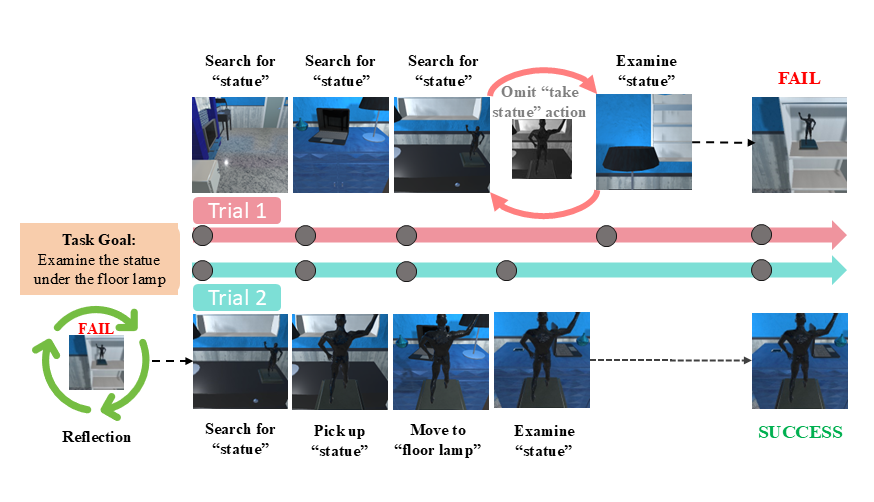 Search for
“statue”
Search for
“statue”
Search for
“statue”
Omit “take
statue” action
Examine
“statue”
FAIL
Trial 1
Task Goal:
Examine the statue
under the floor lamp
Trial 2
FAIL
Reflection
Search for
“statue”
Pick up
“statue”
Move to
“floor lamp”
Examine
“statue”
SUCCESS